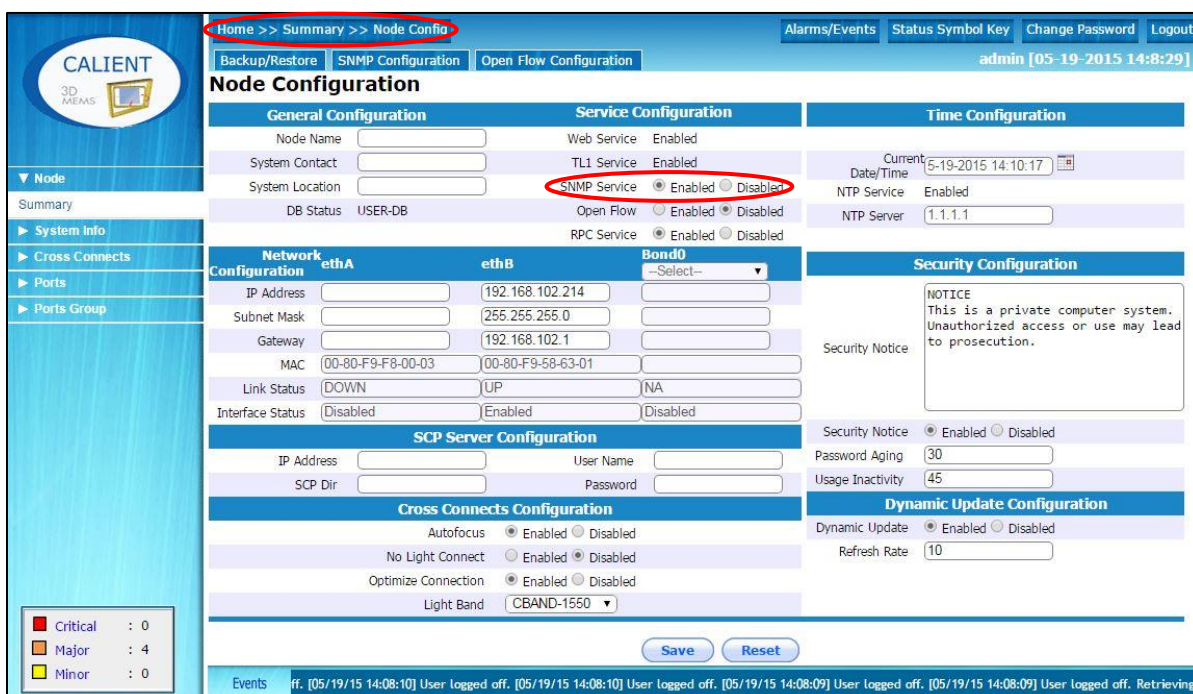 Home >> Summary >> Node Config
Alarms/Events Status Symbol Key Change Password Logout
CALIENT
3D
MEMS
Backup/Restore SNMP Configuration Open Flow Configuration
admin [05-19-2015 14:8:29]
Node Configuration
▼ Node
Summary
▶ System Info
▶ Cross Connects
▶ Ports
▶ Ports Group
General Configuration
Node Name
System Contact
System Location
DB Status USER-DB
Service Configuration
Web Service Enabled
TL1 Service Enabled
SNMP Service Enabled Disabled
Open Flow Enabled Disabled
RPC Service Enabled Disabled
Time Configuration
Current Date/Time 5-19-2015 14:10:17
NTP Service Enabled
NTP Server 1.1.1.1
Network Configuration ethA ethB Bond0
--Select--
IP Address 192.168.102.214
Subnet Mask 255.255.255.0
Gateway 192.168.102.1
MAC 00-80-F9-F8-00-03 00-80-F9-58-63-01
Link Status DOWN UP NA
Interface Status Disabled Enabled Disabled
Security Configuration
Security Notice
NOTICE
This is a private computer system.
Unauthorized access or use may lead
to prosecution.
Security Notice Enabled Disabled
Password Aging 30
Usage Inactivity 45
SCP Server Configuration
IP Address User Name
SCP Dir Password
Cross Connects Configuration
Autofocus Enabled Disabled
No Light Connect Enabled Disabled
Optimize Connection Enabled Disabled
Light Band CBAND-1550
Dynamic Update Configuration
Dynamic Update Enabled Disabled
Refresh Rate 10
Save Reset
Critical : 0
Major : 4
Minor : 0
Events ff. [05/19/15 14:08:10] User logged off. [05/19/15 14:08:10] User logged off. [05/19/15 14:08:09] User logged off. [05/19/15 14:08:09] User logged off. Retrieving